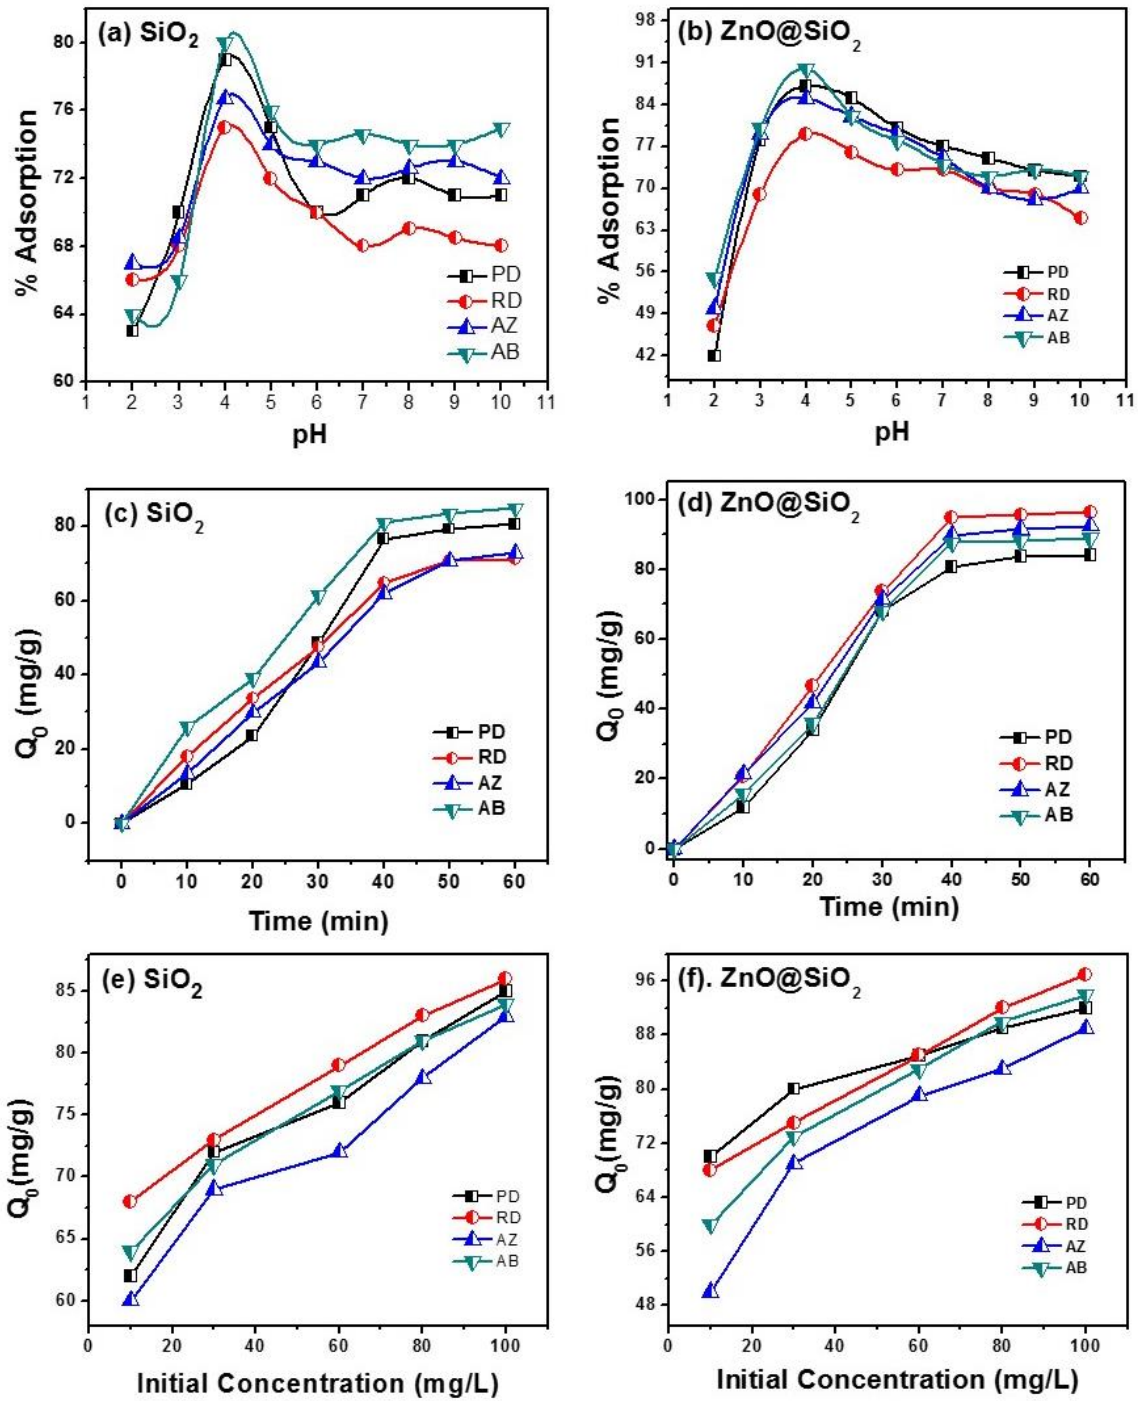 (a) SiO₂
% Adsorption
80
76
72
68
64
60
PD
RD
AZ
AB
1 2 3 4 5 6 7 8 9 10 11
pH
(b) ZnO@SiO₂
% Adsorption
98
91
84
77
70
63
56
49
42
PD
RD
AZ
AB
1 2 3 4 5 6 7 8 9 10 11
pH
(c) SiO₂
Q₀ (mg/g)
80
60
40
20
0
PD
RD
AZ
AB
0 10 20 30 40 50 60
Time (min)
(d) ZnO@SiO₂
Q₀ (mg/g)
100
80
60
40
20
0
PD
RD
AZ
AB
0 10 20 30 40 50 60
Time (min)
(e) SiO₂
Q₀(mg/g)
85
80
75
70
65
60
PD
RD
AZ
AB
0 20 40 60 80 100
Initial Concentration (mg/L)
(f). ZnO@SiO₂
Q₀(mg/g)
96
88
80
72
64
56
48
PD
RD
AZ
AB
0 20 40 60 80 100
Initial Concentration (mg/L)